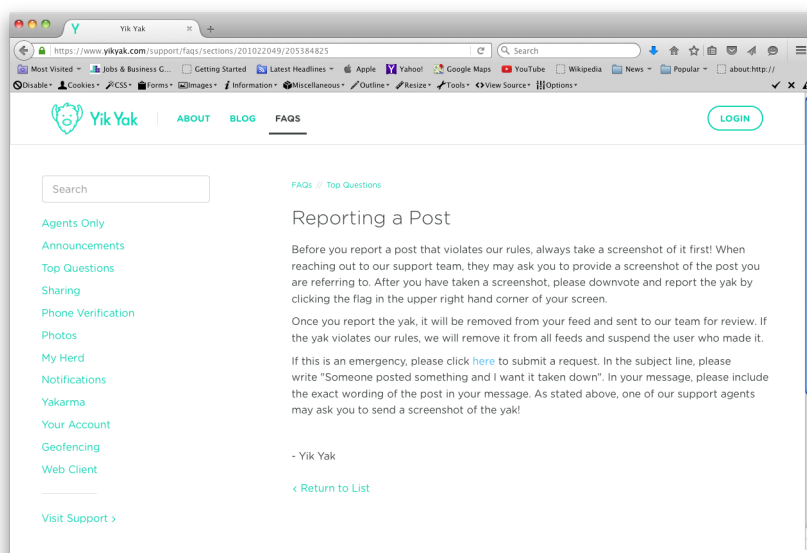 Yik Yak
https://www.yikyak.com/support/faqs/sections/201022049/205384825
Search
Most Visited
Jobs & Business G...
Getting Started
Latest Headlines
Apple
Yahoo!
Google Maps
YouTube
Wikipedia
News
Popular
about:http://
Disable
Cookies
CSS
Forms
Images
Information
Miscellaneous
Outline
Resize
Tools
View Source
Options
Yik Yak
ABOUT
BLOG
FAQS
LOGIN
Search
Agents Only
Announcements
Top Questions
Sharing
Phone Verification
Photos
My Herd
Notifications
Yakarma
Your Account
Geofencing
Web Client
Visit Support >
FAQs // Top Questions
Reporting a Post
Before you report a post that violates our rules, always take a screenshot of it first! When
reaching out to our support team, they may ask you to provide a screenshot of the post you
are referring to. After you have taken a screenshot, please downvote and report the yak by
clicking the flag in the upper right hand corner of your screen.
Once you report the yak, it will be removed from your feed and sent to our team for review. If
the yak violates our rules, we will remove it from all feeds and suspend the user who made it.
If this is an emergency, please click here to submit a request. In the subject line, please
write "Someone posted something and I want it taken down". In your message, please include
the exact wording of the post in your message. As stated above, one of our support agents
may ask you to send a screenshot of the yak!
- Yik Yak
< Return to List